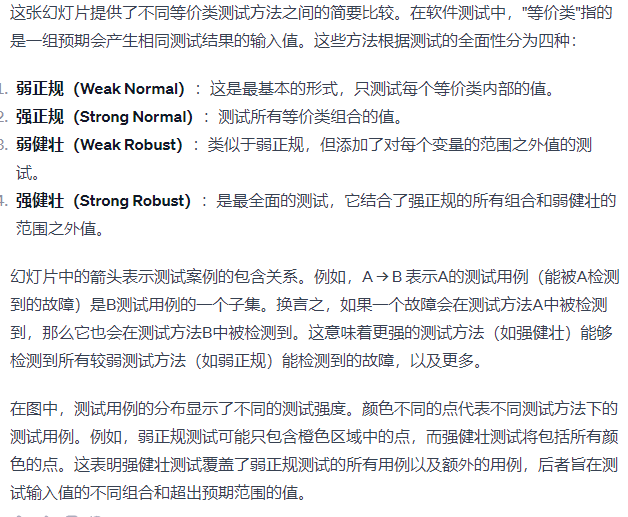 这张幻灯片提供了不同等价类测试方法之间的简要比较。在软件测试中，"等价类"指的
是一组预期会产生相同测试结果的输入值。这些方法根据测试的全面性分为四种：
1. 弱正规（Weak Normal）：这是最基本的形式，只测试每个等价类内部的值。
2. 强正规（Strong Normal）：测试所有等价类组合的值。
3. 弱健壮（Weak Robust）：类似于弱正规，但添加了对每个变量的范围之外值的测
试。
4. 强健壮（Strong Robust）：是最全面的测试，它结合了强正规的所有组合和弱健壮的
范围之外值。
幻灯片中的箭头表示测试案例的包含关系。例如，A→B 表示A的测试用例（能被A检测
到的故障）是B测试用例的一个子集。换言之，如果一个故障会在测试方法A中被检测
到，那么它也会在测试方法B中被检测到。这意味着更强的测试方法（如强健壮）能够
检测到所有较弱测试方法（如弱正规）能检测到的故障，以及更多。
在图中，测试用例的分布显示了不同的测试强度。颜色不同的点代表不同测试方法下的
测试用例。例如，弱正规测试可能只包含橙色区域中的点，而强健壮测试将包括所有颜
色的点。这表明强健壮测试覆盖了弱正规测试的所有用例以及额外的用例，后者旨在测
试输入值的不同组合和超出预期范围的值。